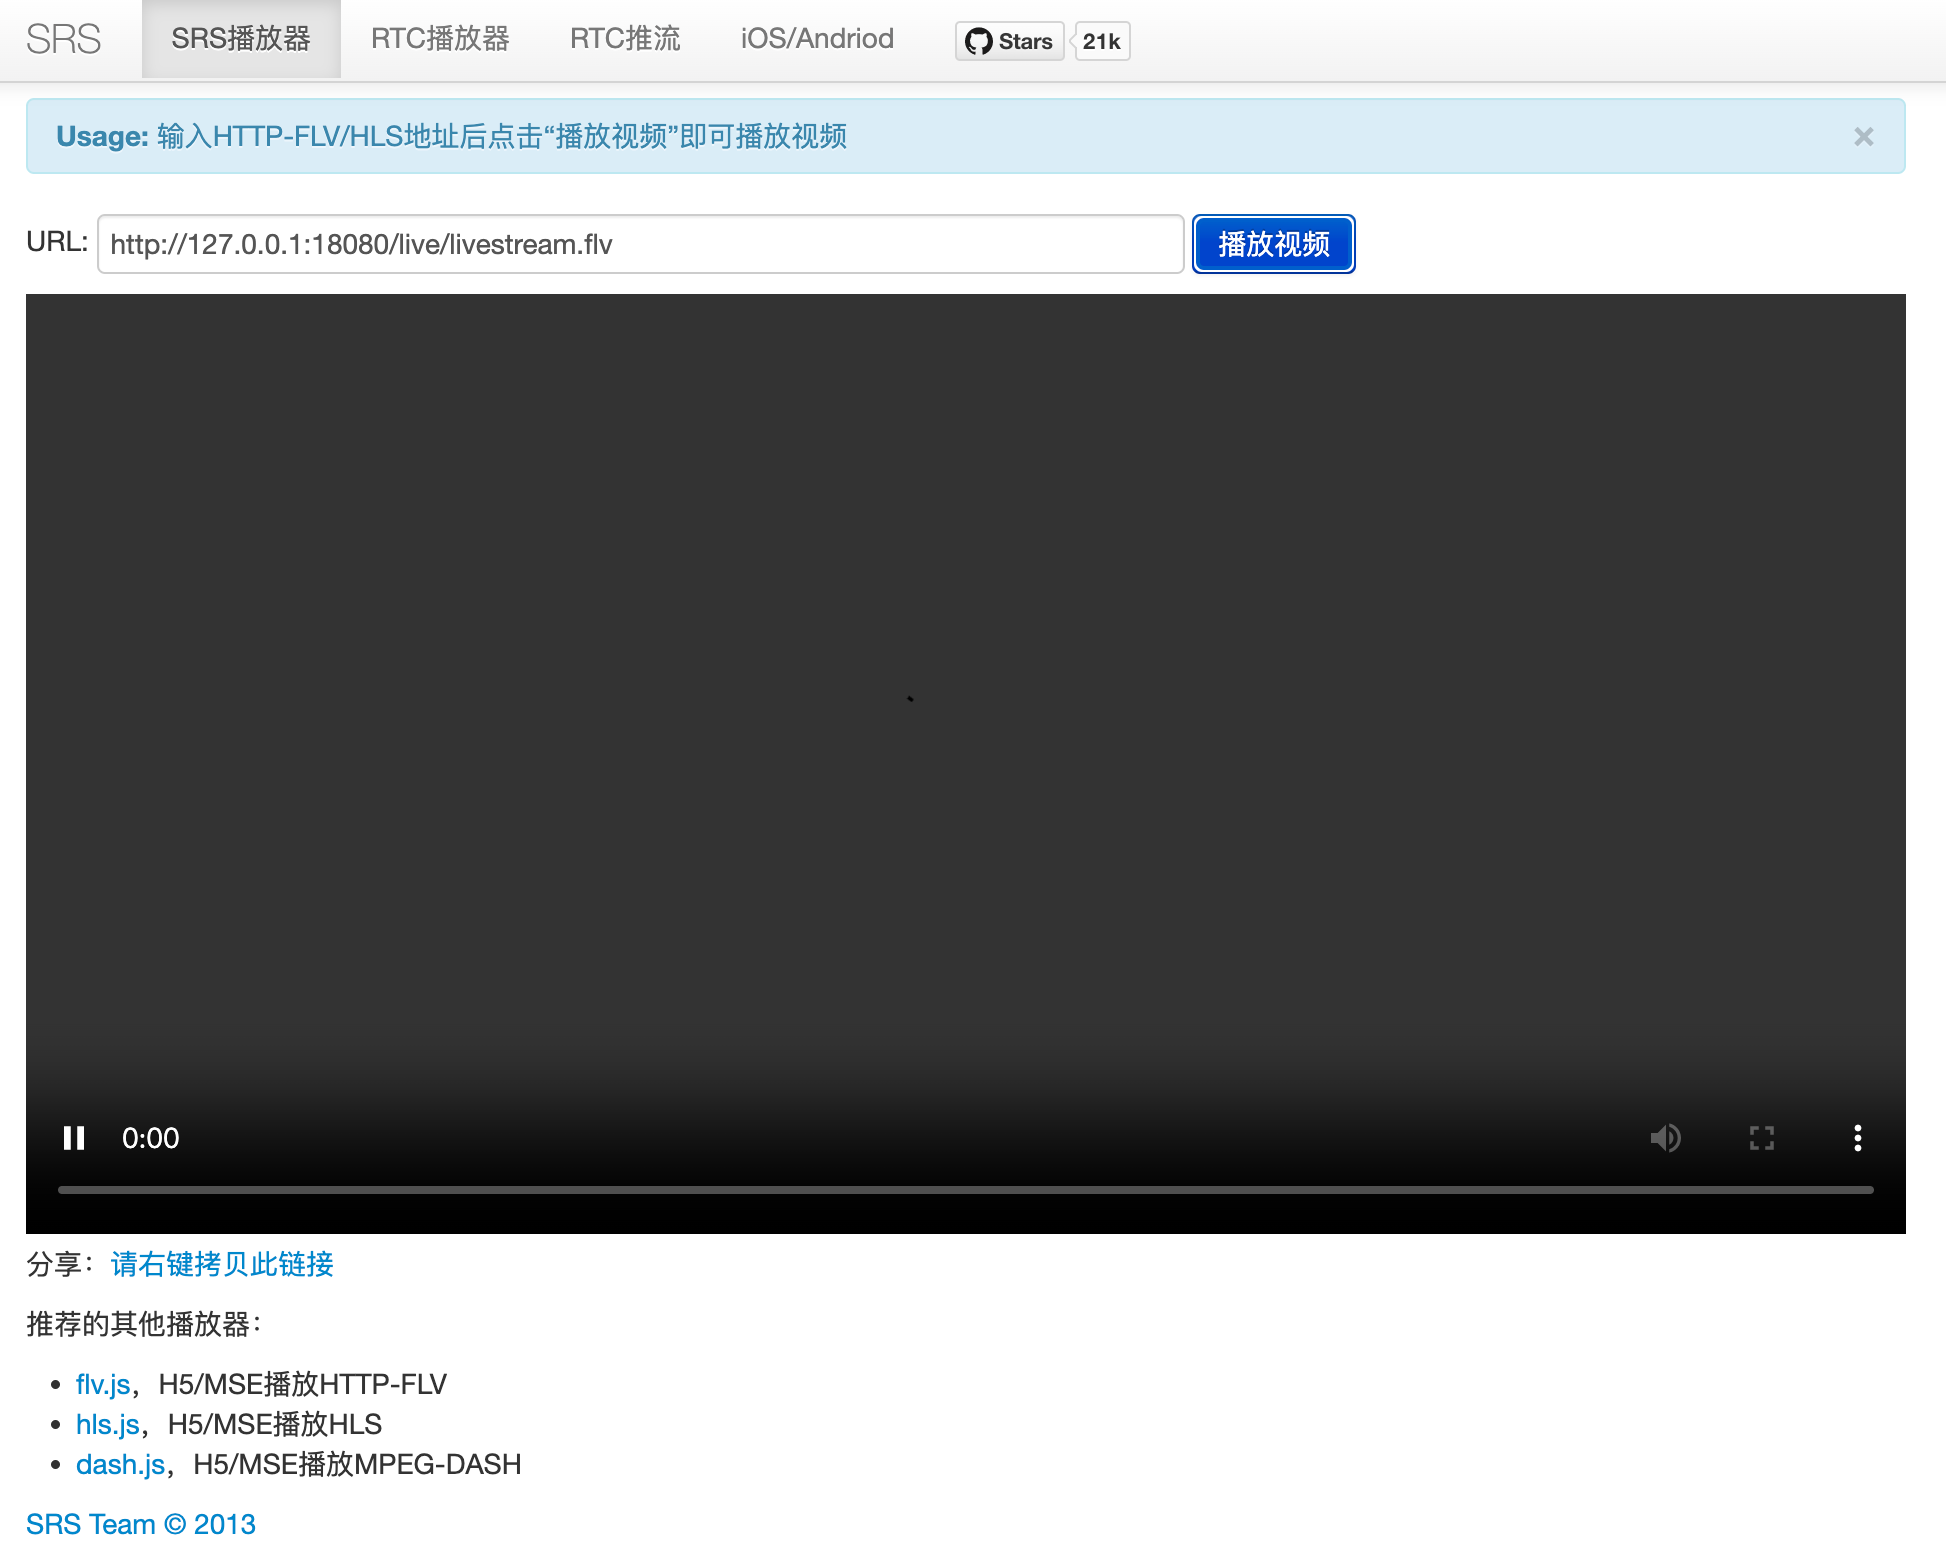 SRS SRS播放器 RTC播放器 RTC推流 iOS/Andriod Stars 21k
Usage: 输入HTTP-FLV/HLS地址后点击“播放视频”即可播放视频 ×
URL: http://127.0.0.1:18080/live/livestream.flv 播放视频
0:00
分享：请右键拷贝此链接
推荐的其他播放器：
• flv.js，H5/MSE播放HTTP-FLV
• hls.js，H5/MSE播放HLS
• dash.js，H5/MSE播放MPEG-DASH
SRS Team © 2013